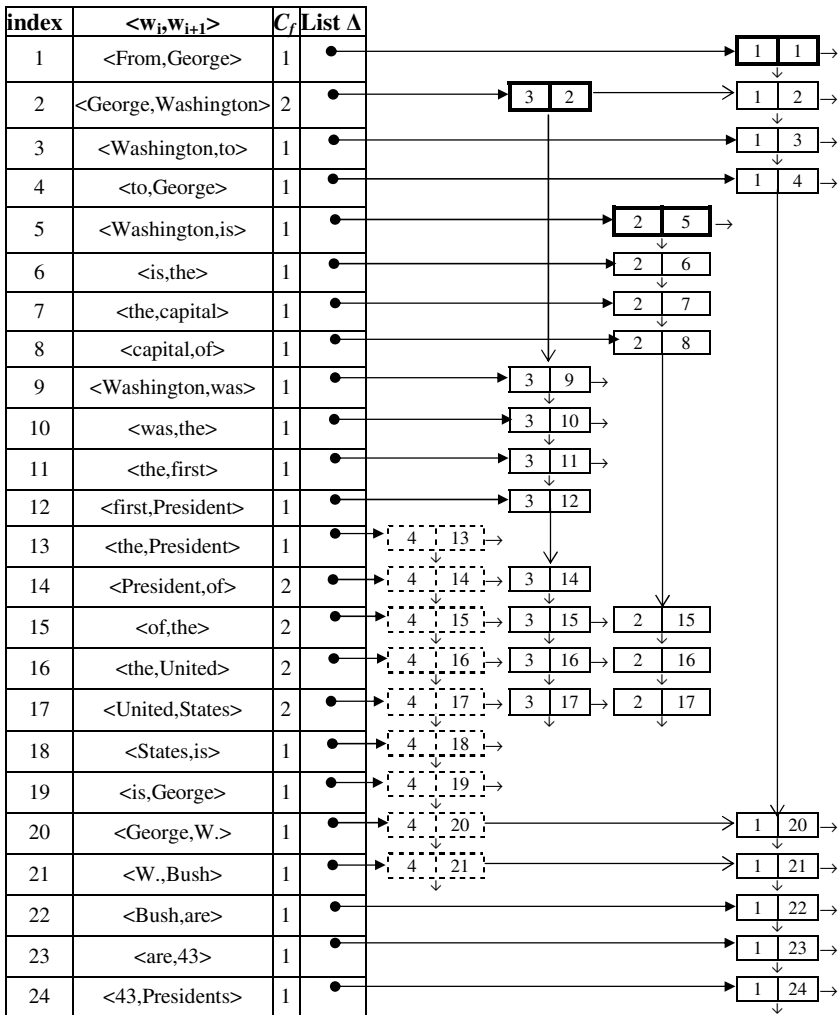 index <wi,wi+1> Cf List Δ
1 <From,George> 1 1 1
2 <George,Washington> 2 3 2 1 2
3 <Washington,to> 1 1 3
4 <to,George> 1 1 4
5 <Washington,is> 1 2 5
6 <is,the> 1 2 6
7 <the,capital> 1 2 7
8 <capital,of> 1 2 8
9 <Washington,was> 1 3 9
10 <was,the> 1 3 10
11 <the,first> 1 3 11
12 <first,President> 1 3 12
13 <the,President> 1 4 13
14 <President,of> 2 4 14 3 14
15 <of,the> 2 4 15 3 15 2 15
16 <the,United> 2 4 16 3 16 2 16
17 <United,States> 2 4 17 3 17 2 17
18 <States,is> 1 4 18
19 <is,George> 1 4 19
20 <George,W.> 1 4 20 1 20
21 <W.,Bush> 1 4 21 1 21
22 <Bush,are> 1 1 22
23 <are,43> 1 1 23
24 <43,Presidents> 1 1 24